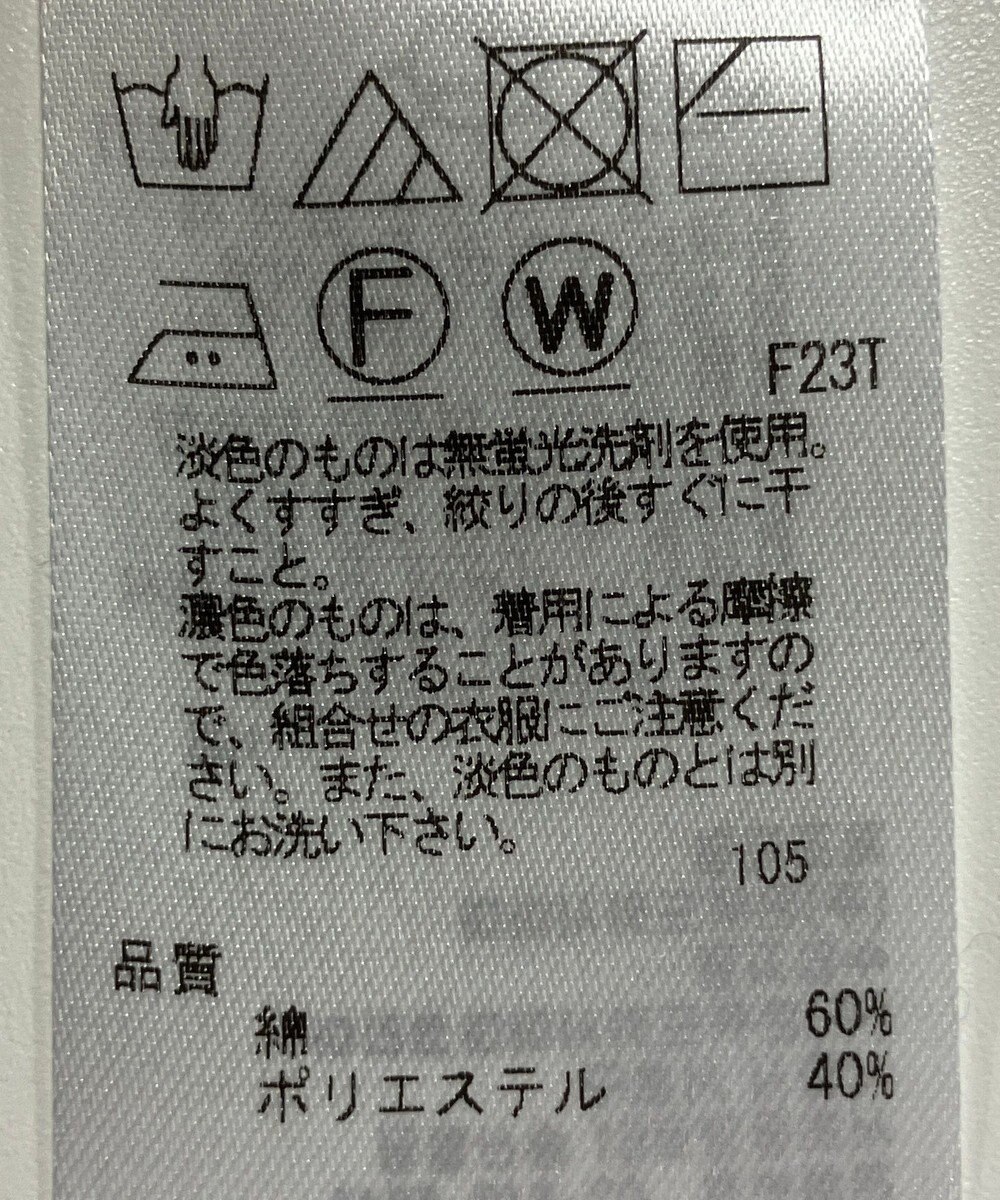 F
W
F23T
淡色のものは無蛍光洗剤を使用。
よくすすぎ、絞りの後すぐに干
すこと。
濃色のものは、着用による摩擦
で色落ちすることがありますの
で、組合せの衣服にご注意くだ
さい。また、淡色のものとは別
にお洗い下さい。
105
品質
綿 60%
ポリエステル 40%